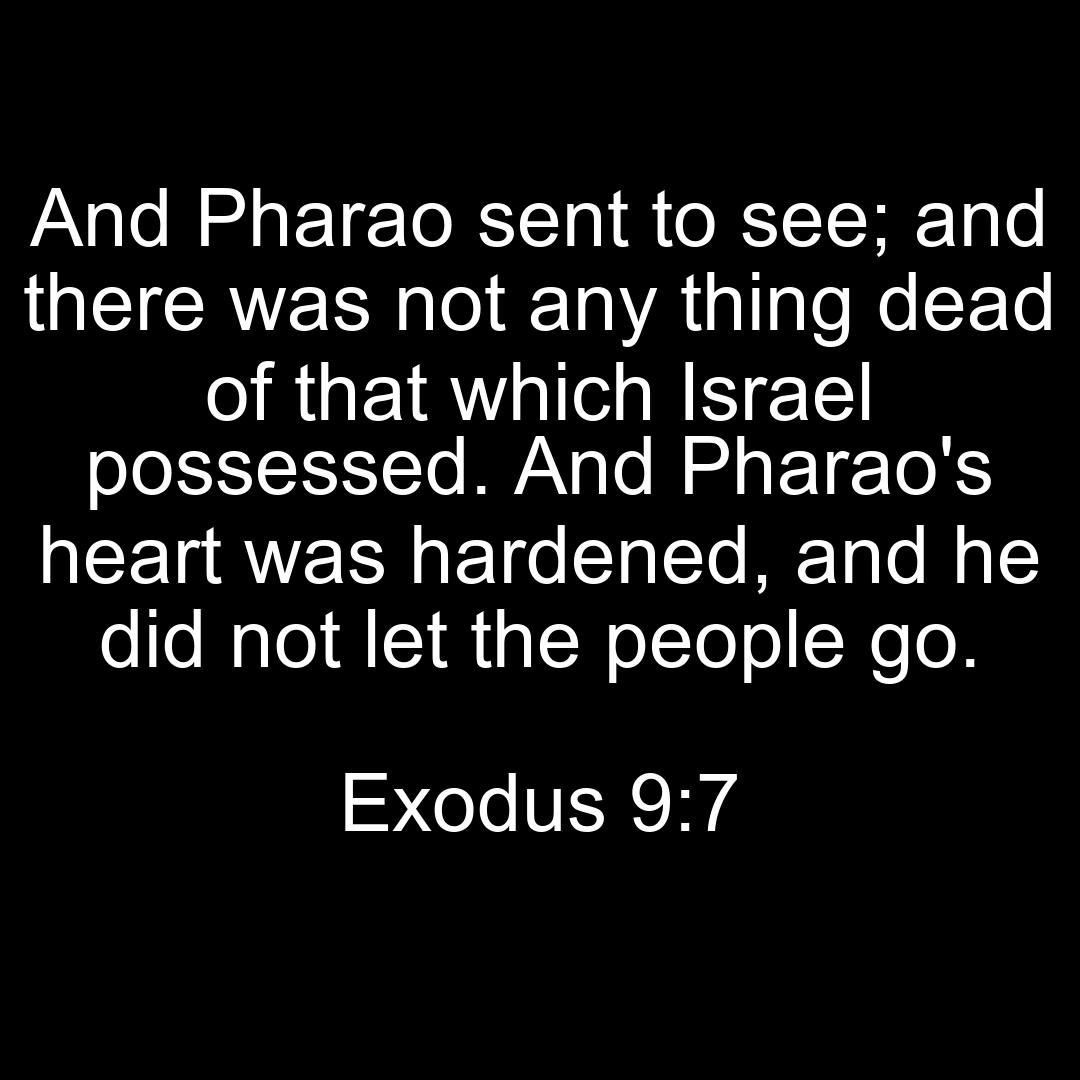 And Pharao sent to see; and
there was not any thing dead
of that which Israel
possessed. And Pharao's
heart was hardened, and he
did not let the people go.
Exodus 9:7